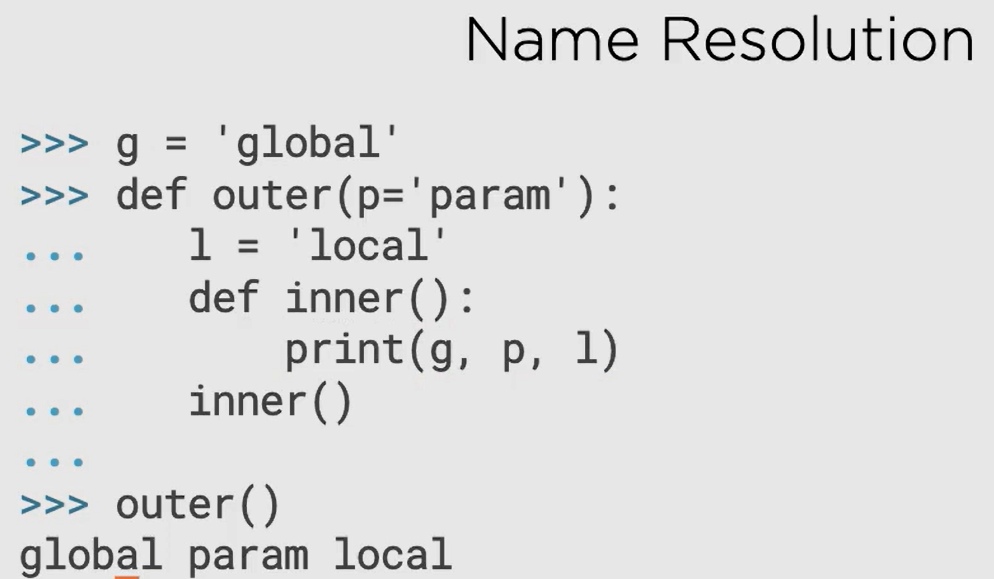 Name Resolution
>>> g = 'global'
>>> def outer(p='param'):
...    l = 'local'
...    def inner():
...        print(g, p, l)
...    inner()
...
>>> outer()
global param local